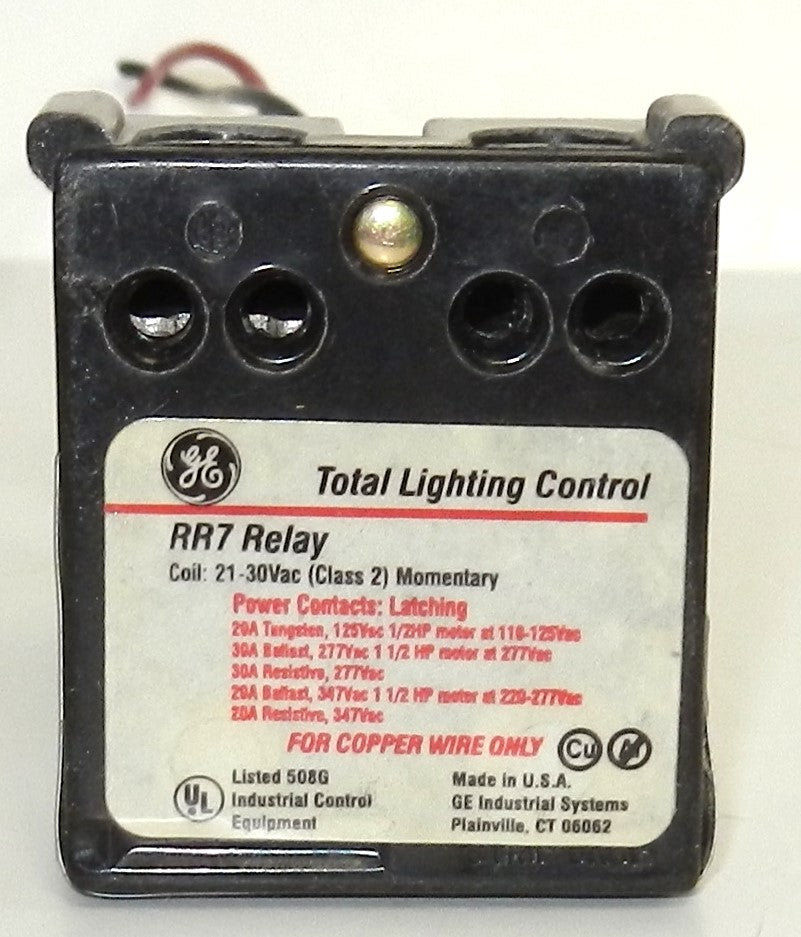 GE
Total Lighting Control
RR7 Relay
Coil: 21-30Vac (Class 2) Momentary
Power Contacts: Latching
20A Tungsten, 125Vac 1/2HP motor at 110-125Vac
30A Ballast, 277Vac 1 1/2 HP motor at 277Vac
30A Resistive, 277Vac
20A Ballast, 347Vac 1 1/2 HP motor at 220-277Vac
20A Resistive, 347Vac
FOR COPPER WIRE ONLY Cu Al
UL
Listed 508G
Industrial Control
Equipment
Made in U.S.A.
GE Industrial Systems
Plainville, CT 06062